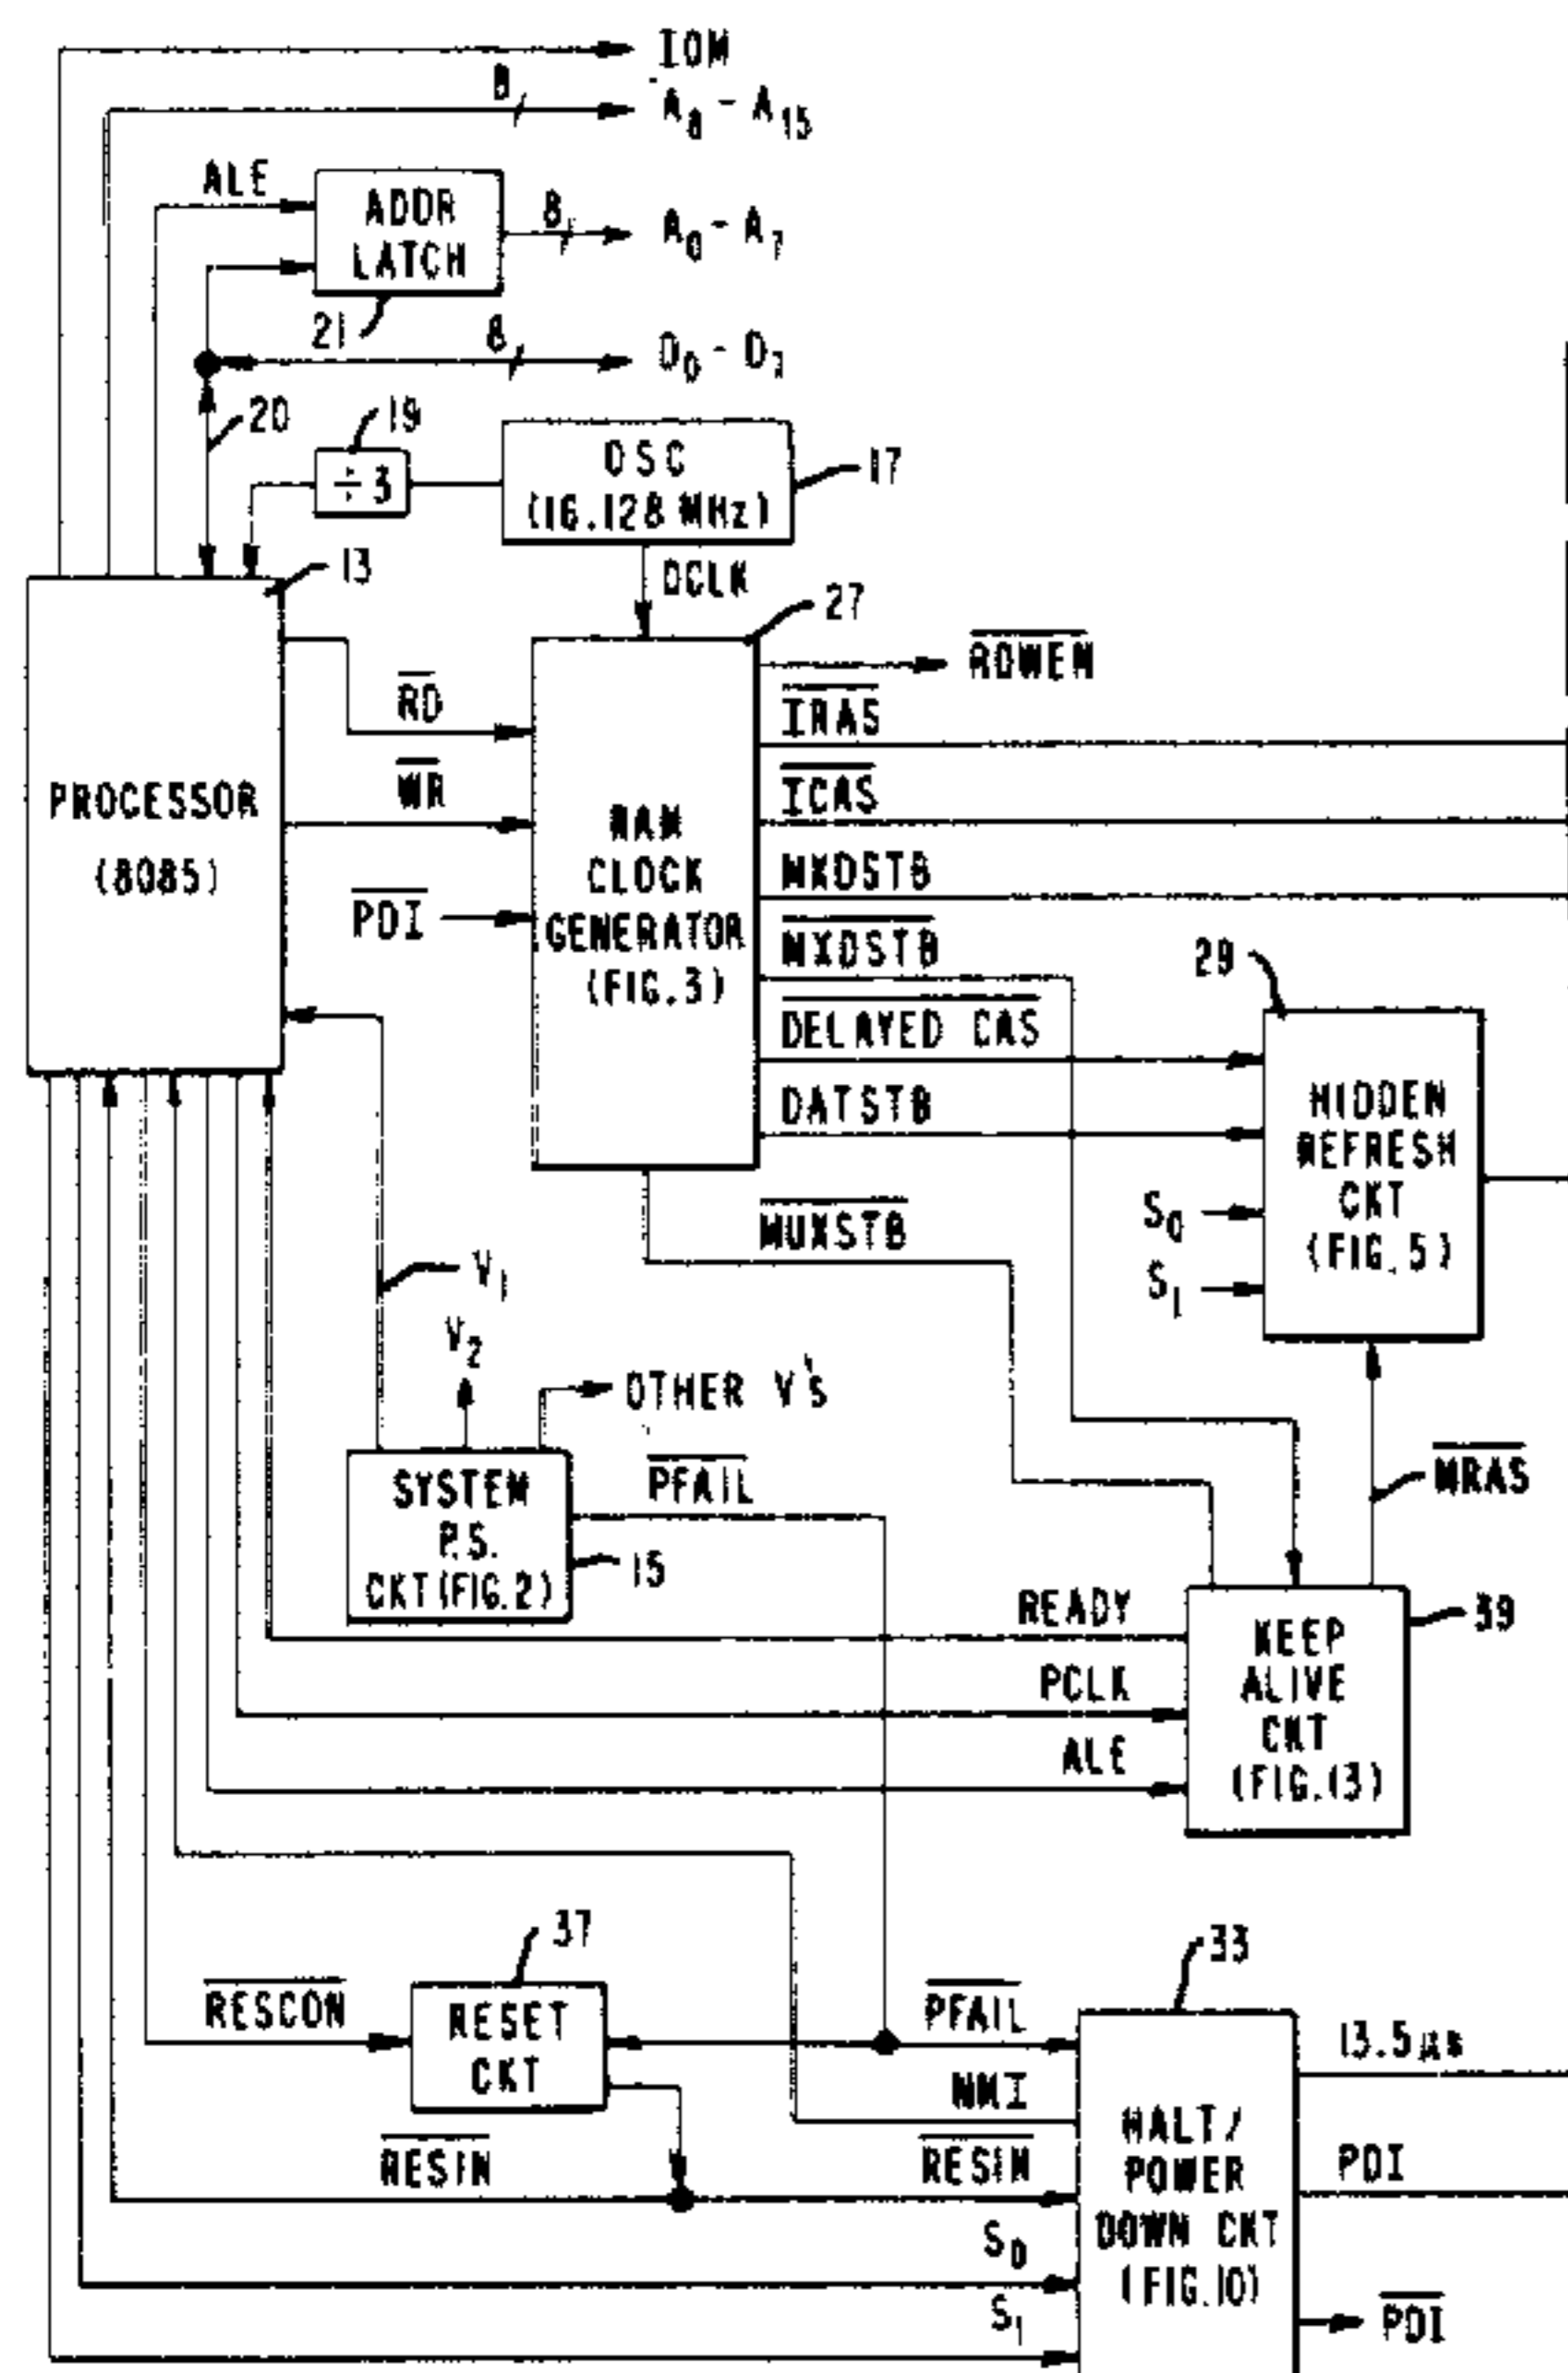 IOM
8
A8 - A15
ALE
ADDR
LATCH
8
A0 - A7
21
8
D0 - D7
20
19
÷3
OSC
(16.128 MHz)
17
13
OCLK
27
PROCESSOR
(8085)
RD
WR
PDI
RAM
CLOCK
GENERATOR
(FIG. 3)
ROWEN
IRAS
ICAS
MXDSTB
MXDSTB
DELAYED CAS
DATSTB
MUXSTB
29
HIDDEN
REFRESH
CKT
(FIG. 5)
S0
S1
V1
V2
OTHER V's
SYSTEM
P.S.
CKT (FIG. 2)
15
PFAIL
MRAS
READY
PCLK
ALE
KEEP
ALIVE
CKT
(FIG. 13)
39
37
RESCON
RESET
CKT
PFAIL
NMI
RESIN
RESIN
S0
S1
33
HALT/
POWER
DOWN CKT
(FIG. 10)
13.5 μs
PDI
PDI